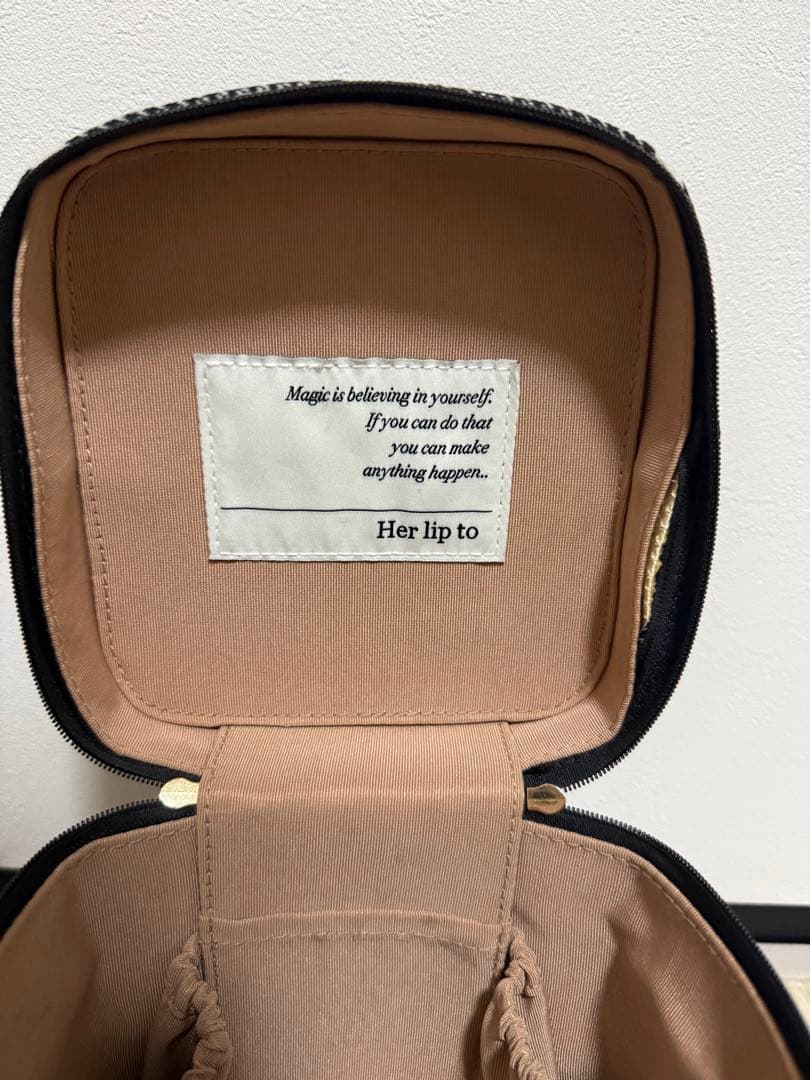 Magic is believing in yourself.
If you can do that
you can make
anything happen..
Her lip to